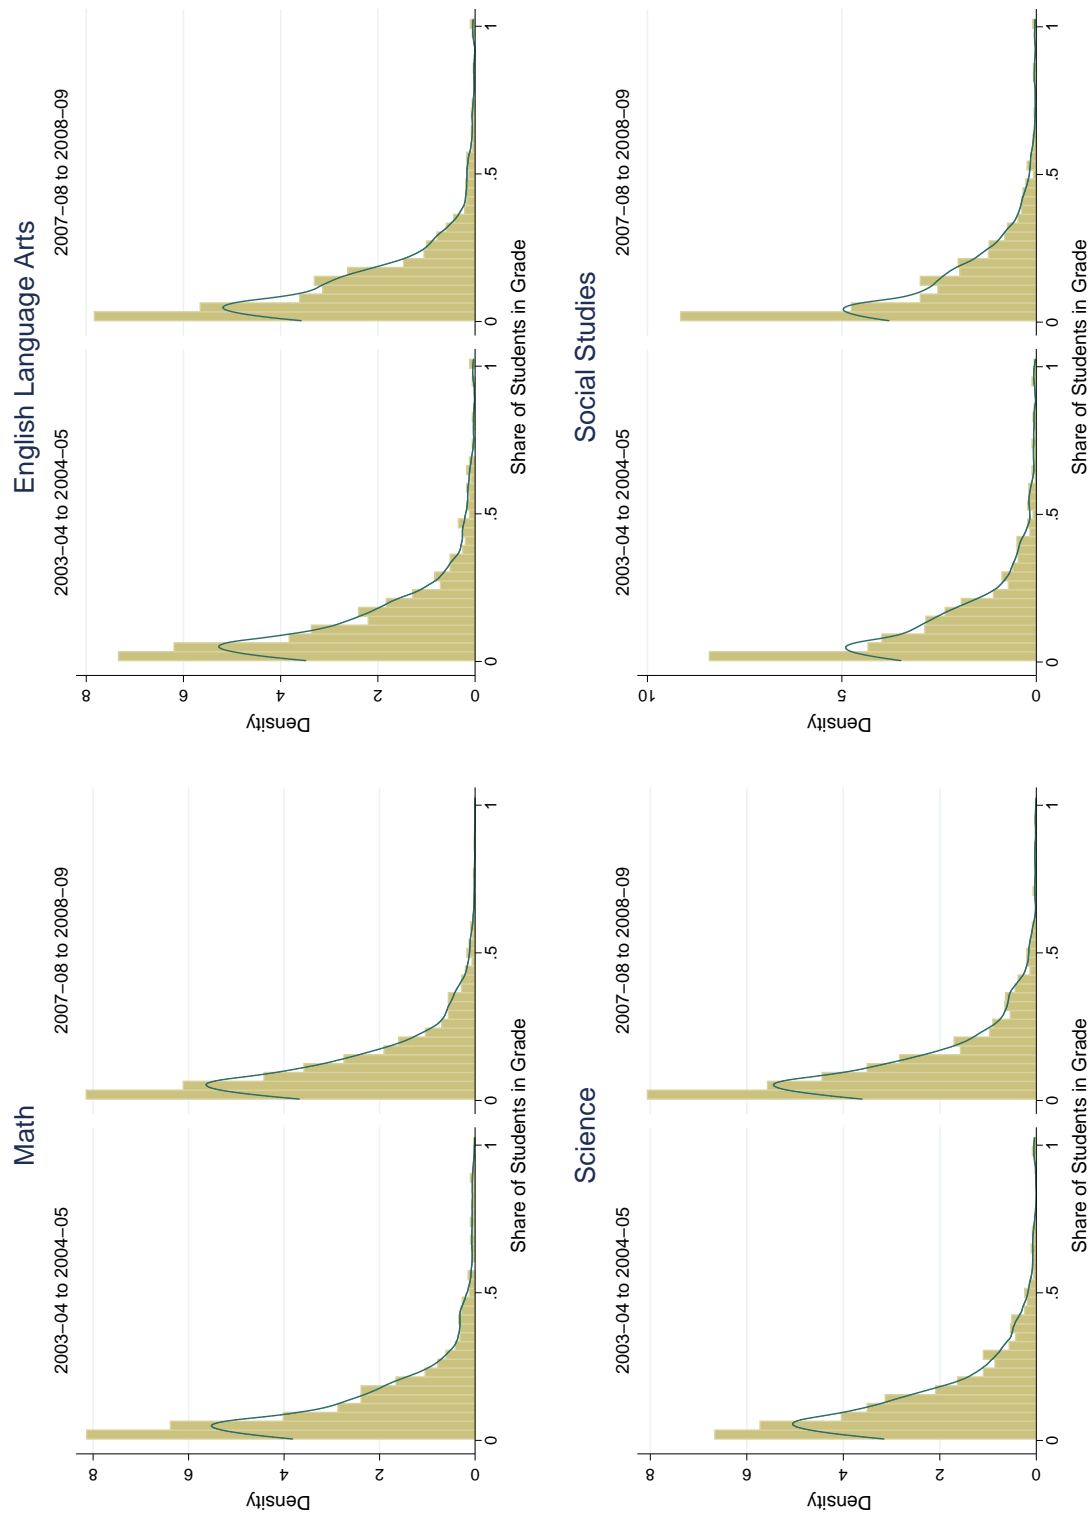 Math
2003–04 to 2004–05
2007–08 to 2008–09
Density
8
6
4
2
0
0
.5
1
0
.5
1
Share of Students in Grade
English Language Arts
2003–04 to 2004–05
2007–08 to 2008–09
Density
8
6
4
2
0
0
.5
1
0
.5
1
Share of Students in Grade
Science
2003–04 to 2004–05
2007–08 to 2008–09
Density
8
6
4
2
0
0
.5
1
0
.5
1
Share of Students in Grade
Social Studies
2003–04 to 2004–05
2007–08 to 2008–09
Density
10
5
0
0
.5
1
0
.5
1
Share of Students in Grade